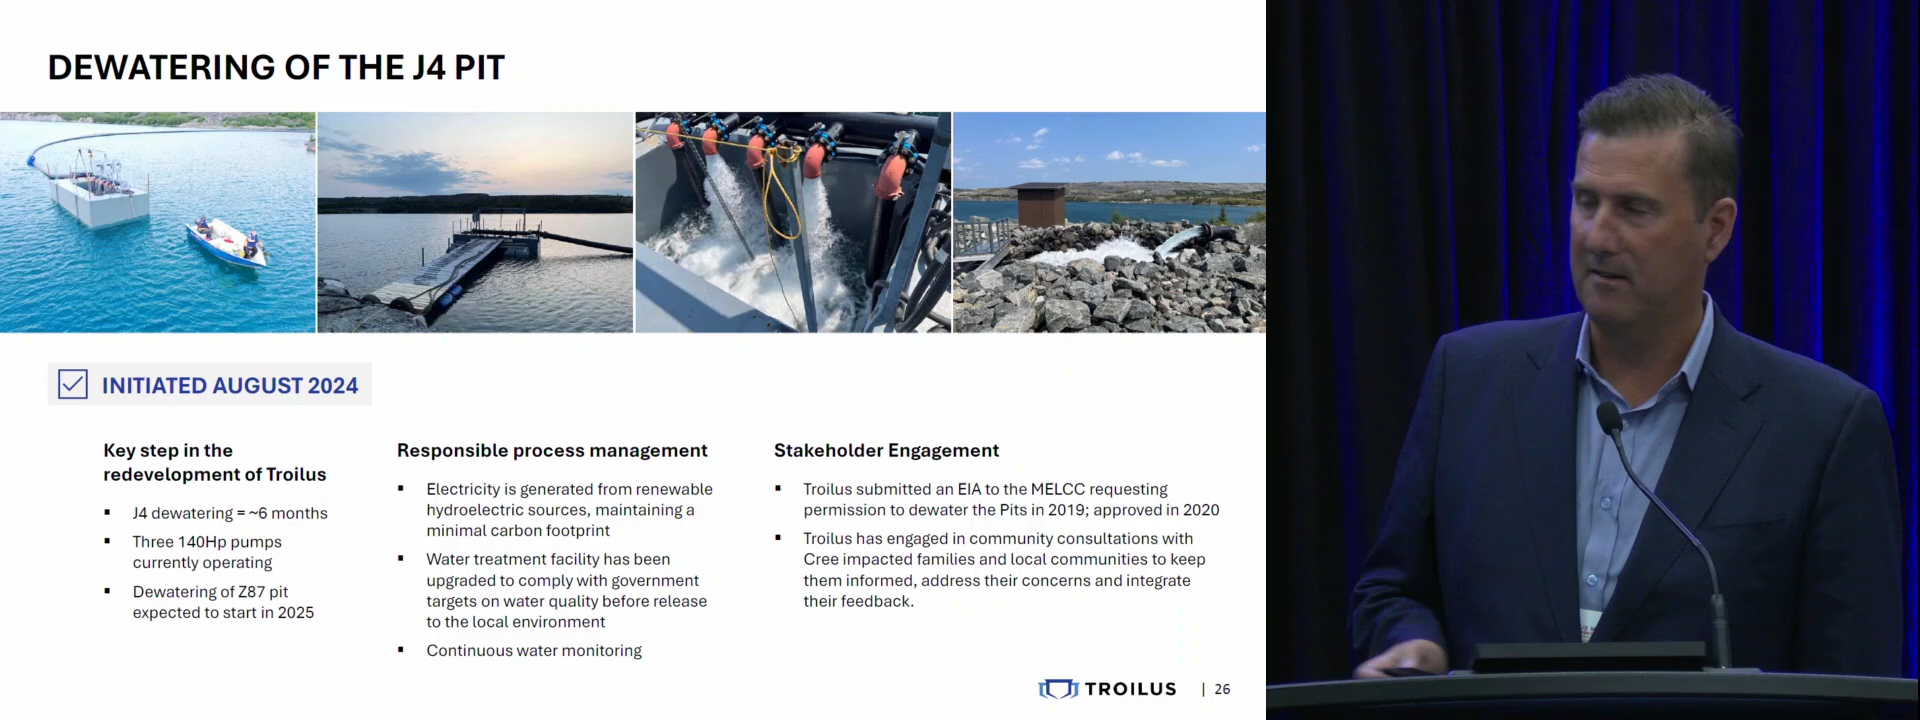 DEWATERING OF THE J4 PIT
INITIATED AUGUST 2024
Key step in the
redevelopment of Troilus
▪ J4 dewatering = ~6 months
▪ Three 140Hp pumps
currently operating
▪ Dewatering of Z87 pit
expected to start in 2025
Responsible process management
▪ Electricity is generated from renewable
hydroelectric sources, maintaining a
minimal carbon footprint
▪ Water treatment facility has been
upgraded to comply with government
targets on water quality before release
to the local environment
▪ Continuous water monitoring
Stakeholder Engagement
▪ Troilus submitted an EIA to the MELCC requesting
permission to dewater the Pits in 2019; approved in 2020
▪ Troilus has engaged in community consultations with
Cree impacted families and local communities to keep
them informed, address their concerns and integrate
their feedback.
TROILUS | 26